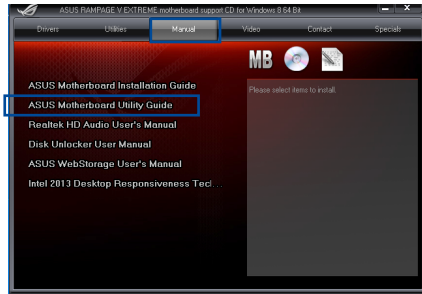 ASUS RAMPAGE V EXTREME motherboard support CD for Windows 8 64 Bit
Drivers Utilities Manual Video Contact Specials
MB
Please select items to install.
ASUS Motherboard Installation Guide
ASUS Motherboard Utility Guide
Realtek HD Audio User's Manual
Disk Unlocker User Manual
ASUS WebStorage User's Manual
Intel 2013 Desktop Responsiveness Tecl...